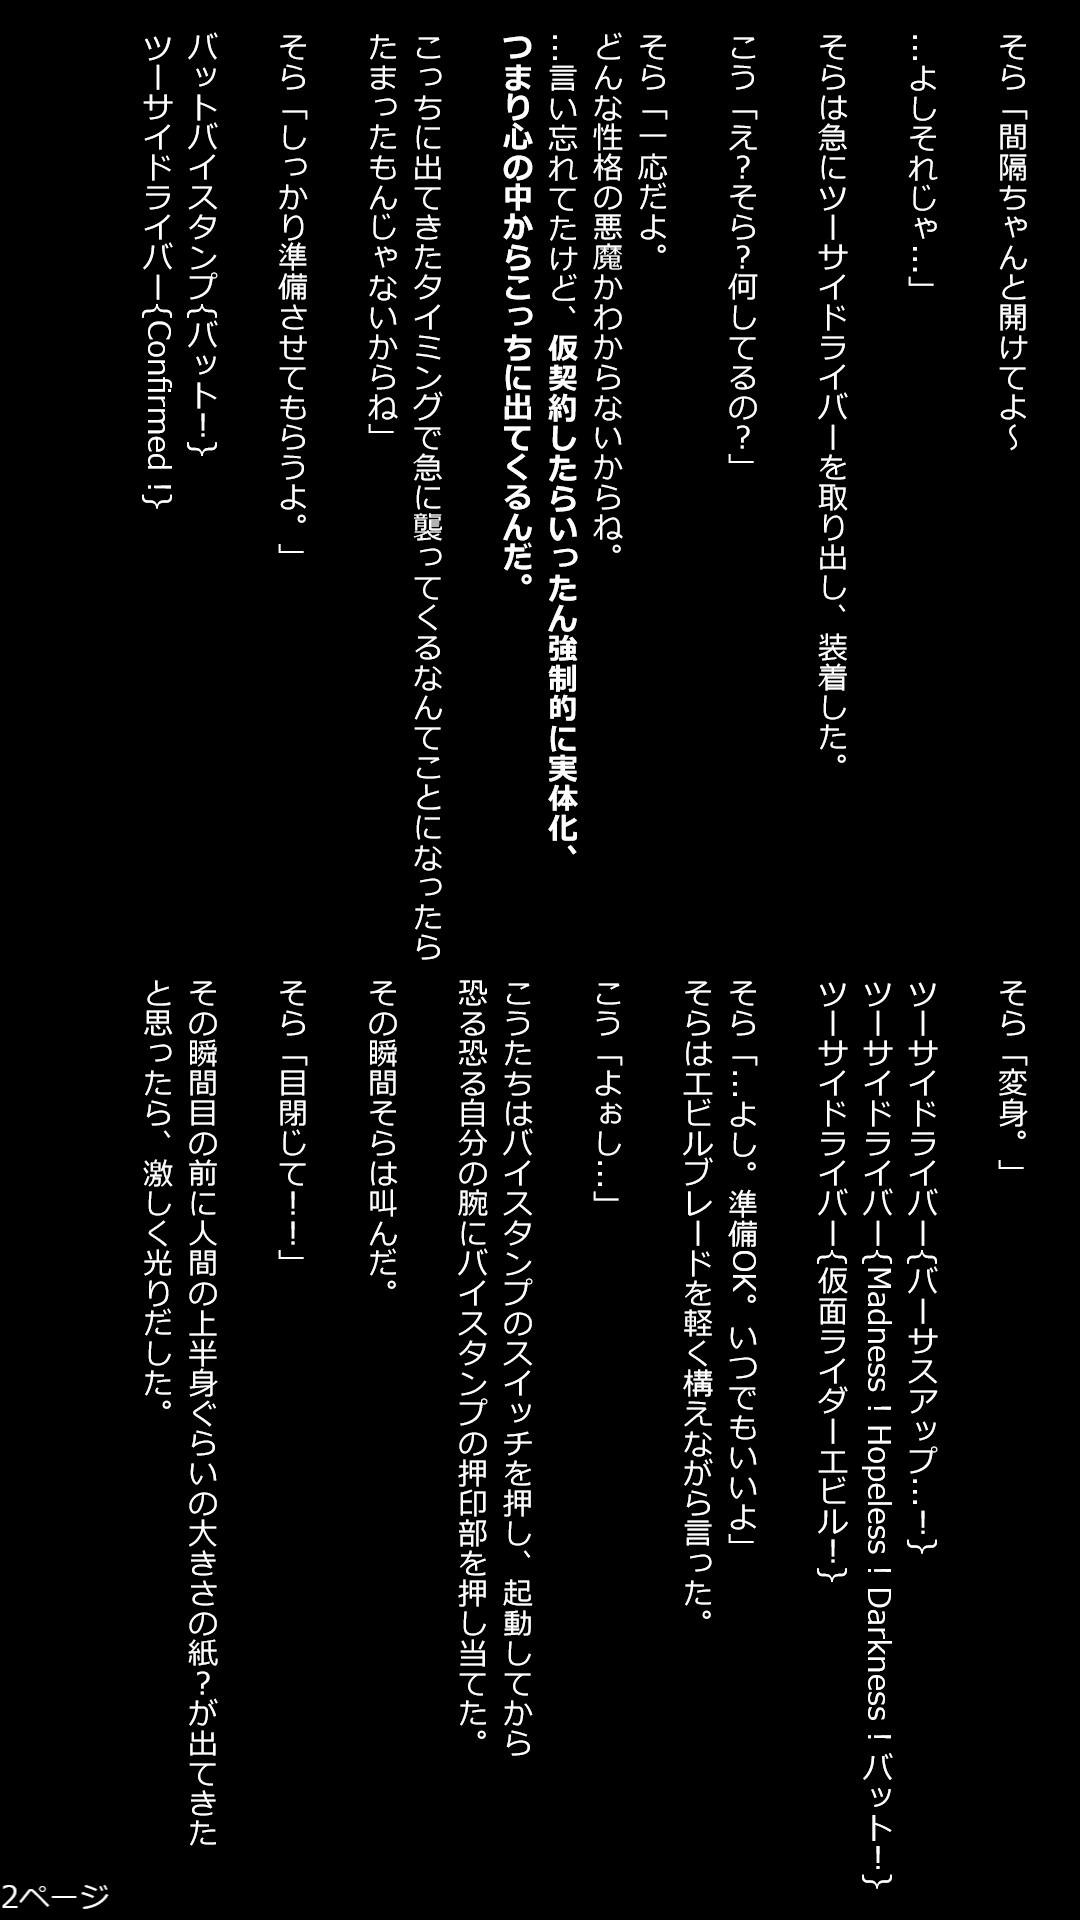 そら「間隔ちゃんと開けてよ～
…よしそれじゃ…」
そらは急にツーサイドライバーを取り出し、装着した。
こう「え？そら？何してるの？」
そら「一応だよ。
どんな性格の悪魔かわからないからね。
…言い忘れてたけど、仮契約したらいったん強制的に実体化、
つまり心の中からこっちに出てくるんだ。
こっちに出てきたタイミングで急に襲ってくるなんてことになったら
たまったもんじゃないからね」
そら「しっかり準備させてもらうよ。」
バットバイスタンプ{バット！}
ツーサイドライバー{Confirmed！}
そら「変身。」
ツーサイドライバー{バーサスアップ…！}
ツーサイドライバー{Madness！Hopeless！Darkness！バット！}
ツーサイドライバー{仮面ライダーエビル！}
そら「…よし。準備OK。いつでもいいよ」
そらはエビルブレードを軽く構えながら言った。
こう「よぉし…」
こうたちはバイスタンプのスイッチを押し、起動してから
恐る恐る自分の腕にバイスタンプの押印部を押し当てた。
その瞬間そらは叫んだ。
そら「目閉じて！！」
その瞬間目の前に人間の上半身ぐらいの大きさの紙？が出てきた
と思ったら、激しく光りだした。
2ページ